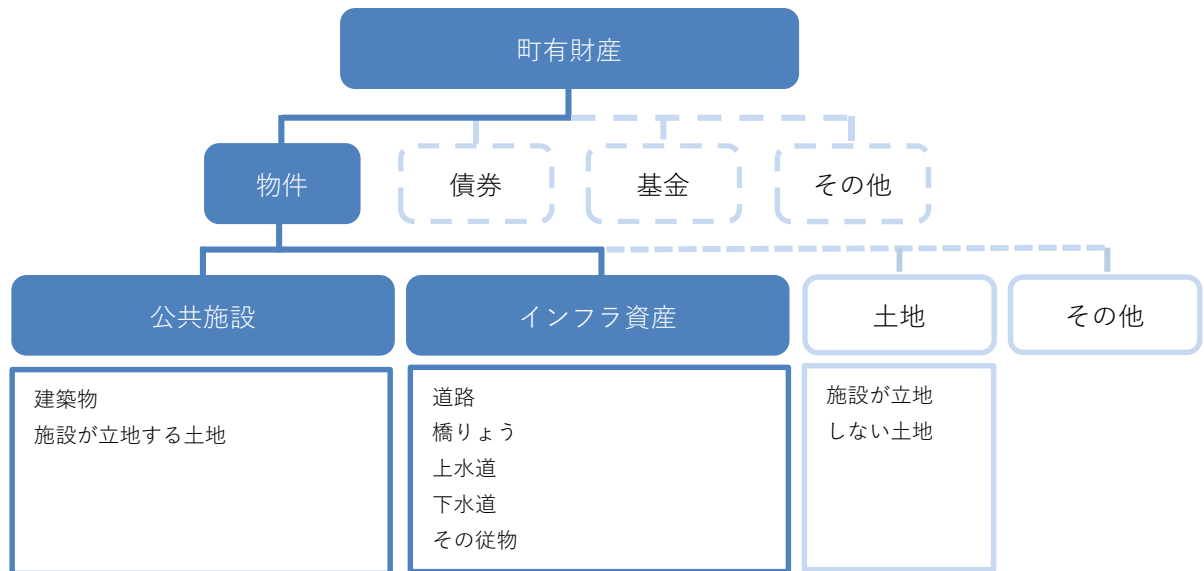 町有財産
物件
債券
基金
その他
公共施設
インフラ資産
土地
その他
建築物
施設が立地する土地
道路
橋りょう
上水道
下水道
その従物
施設が立地
しない土地